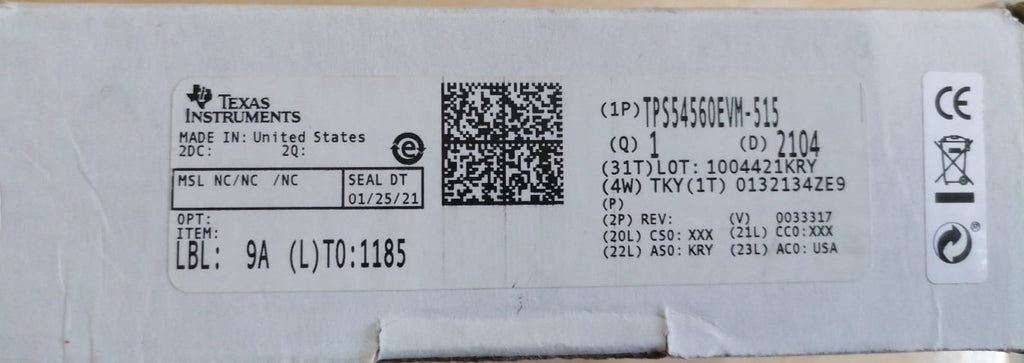 TEXAS
INSTRUMENTS
MADE IN: United States
2DC: 2Q:
MSL NC/NC /NC
SEAL DT
01/25/21
OPT:
ITEM:
LBL: 9A (L)TO:1185
(1P) TPS54560EVM-515
(Q) 1 (D) 2104
(31T)LOT: 1004421KRY
(4W) TKY(1T) 0132134ZE9
(P)
(2P) REV: (V) 0033317
(20L) CSO: XXX (21L) CCO:XXX
(22L) ASO: KRY (23L) ACO: USA
CE
®